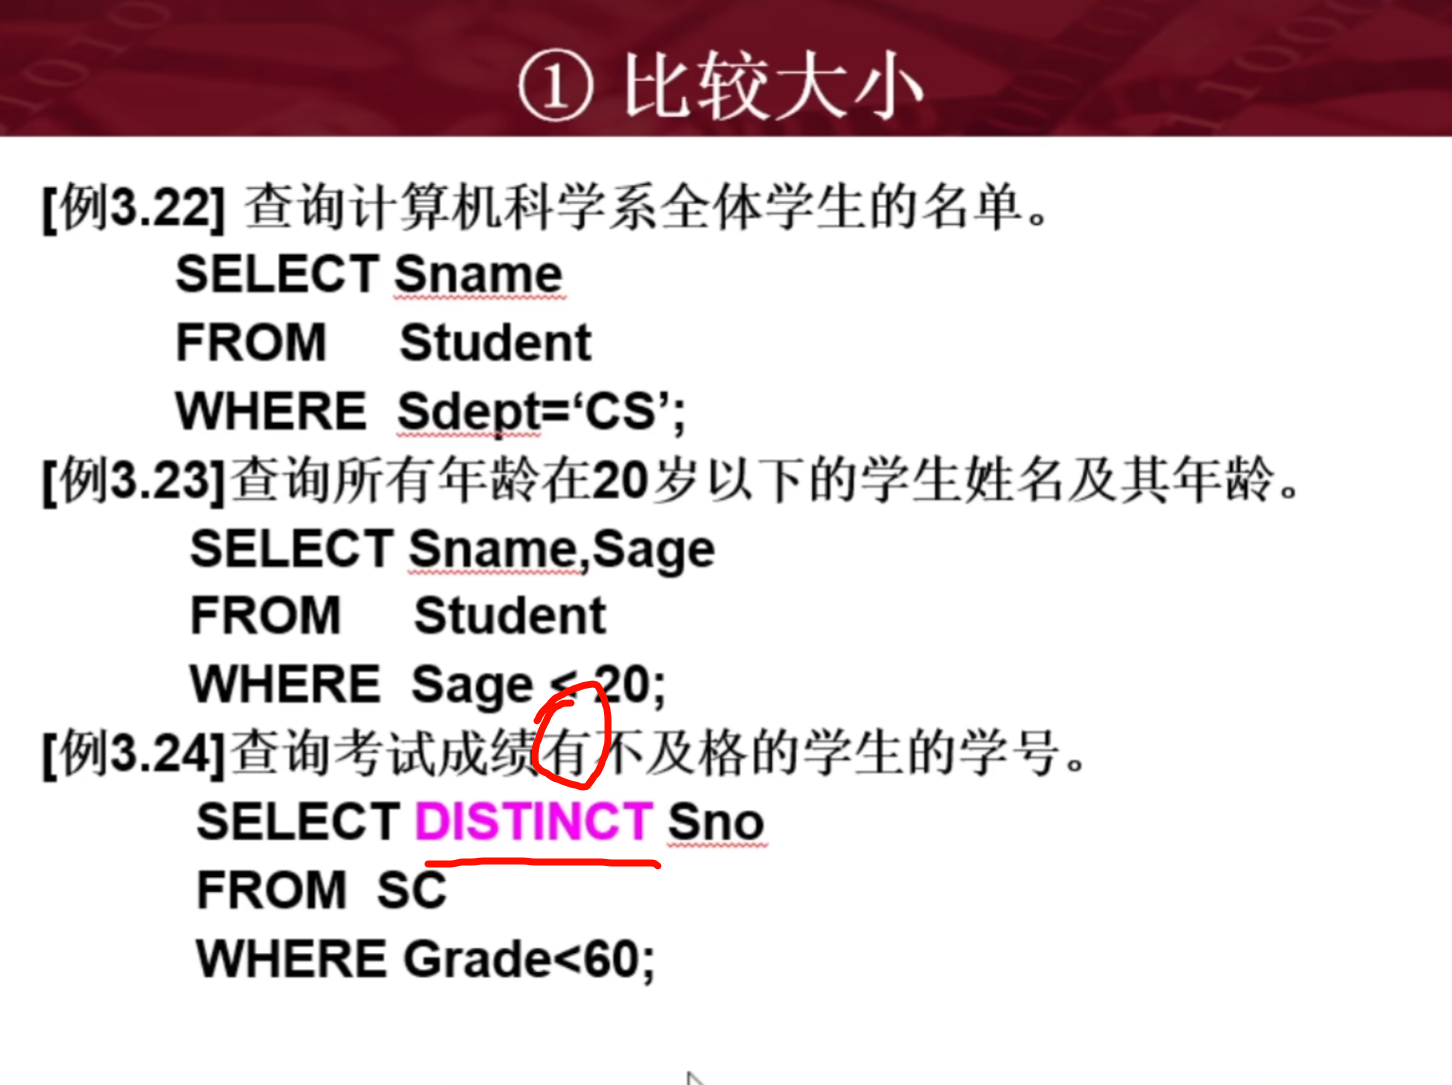 ① 比较大小
[例3.22] 查询计算机科学系全体学生的名单。
SELECT Sname
FROM Student
WHERE Sdept=‘CS’;
[例3.23]查询所有年龄在20岁以下的学生姓名及其年龄。
SELECT Sname,Sage
FROM Student
WHERE Sage < 20;
[例3.24]查询考试成绩有不及格的学生的学号。
SELECT DISTINCT Sno
FROM SC
WHERE Grade<60;